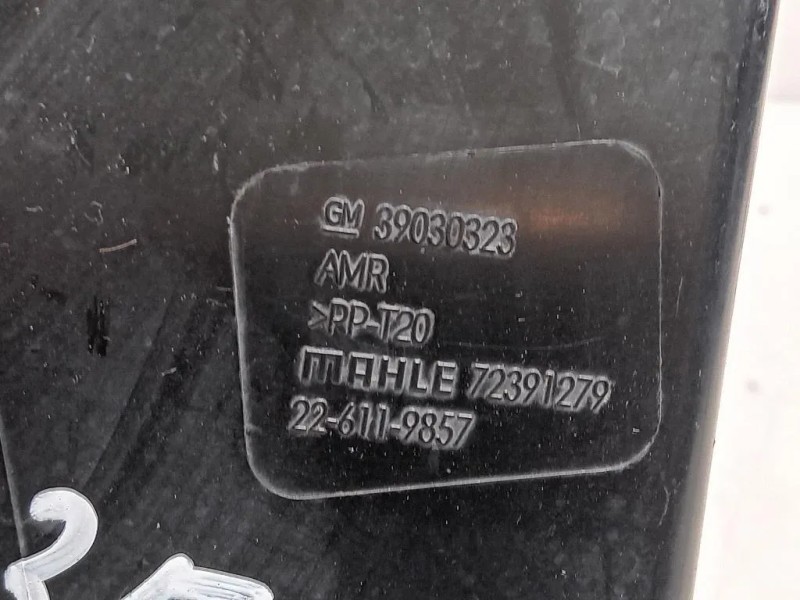 GM 39030323
AMR
>PP-T20
MAHLE 72391279
22-611-9857